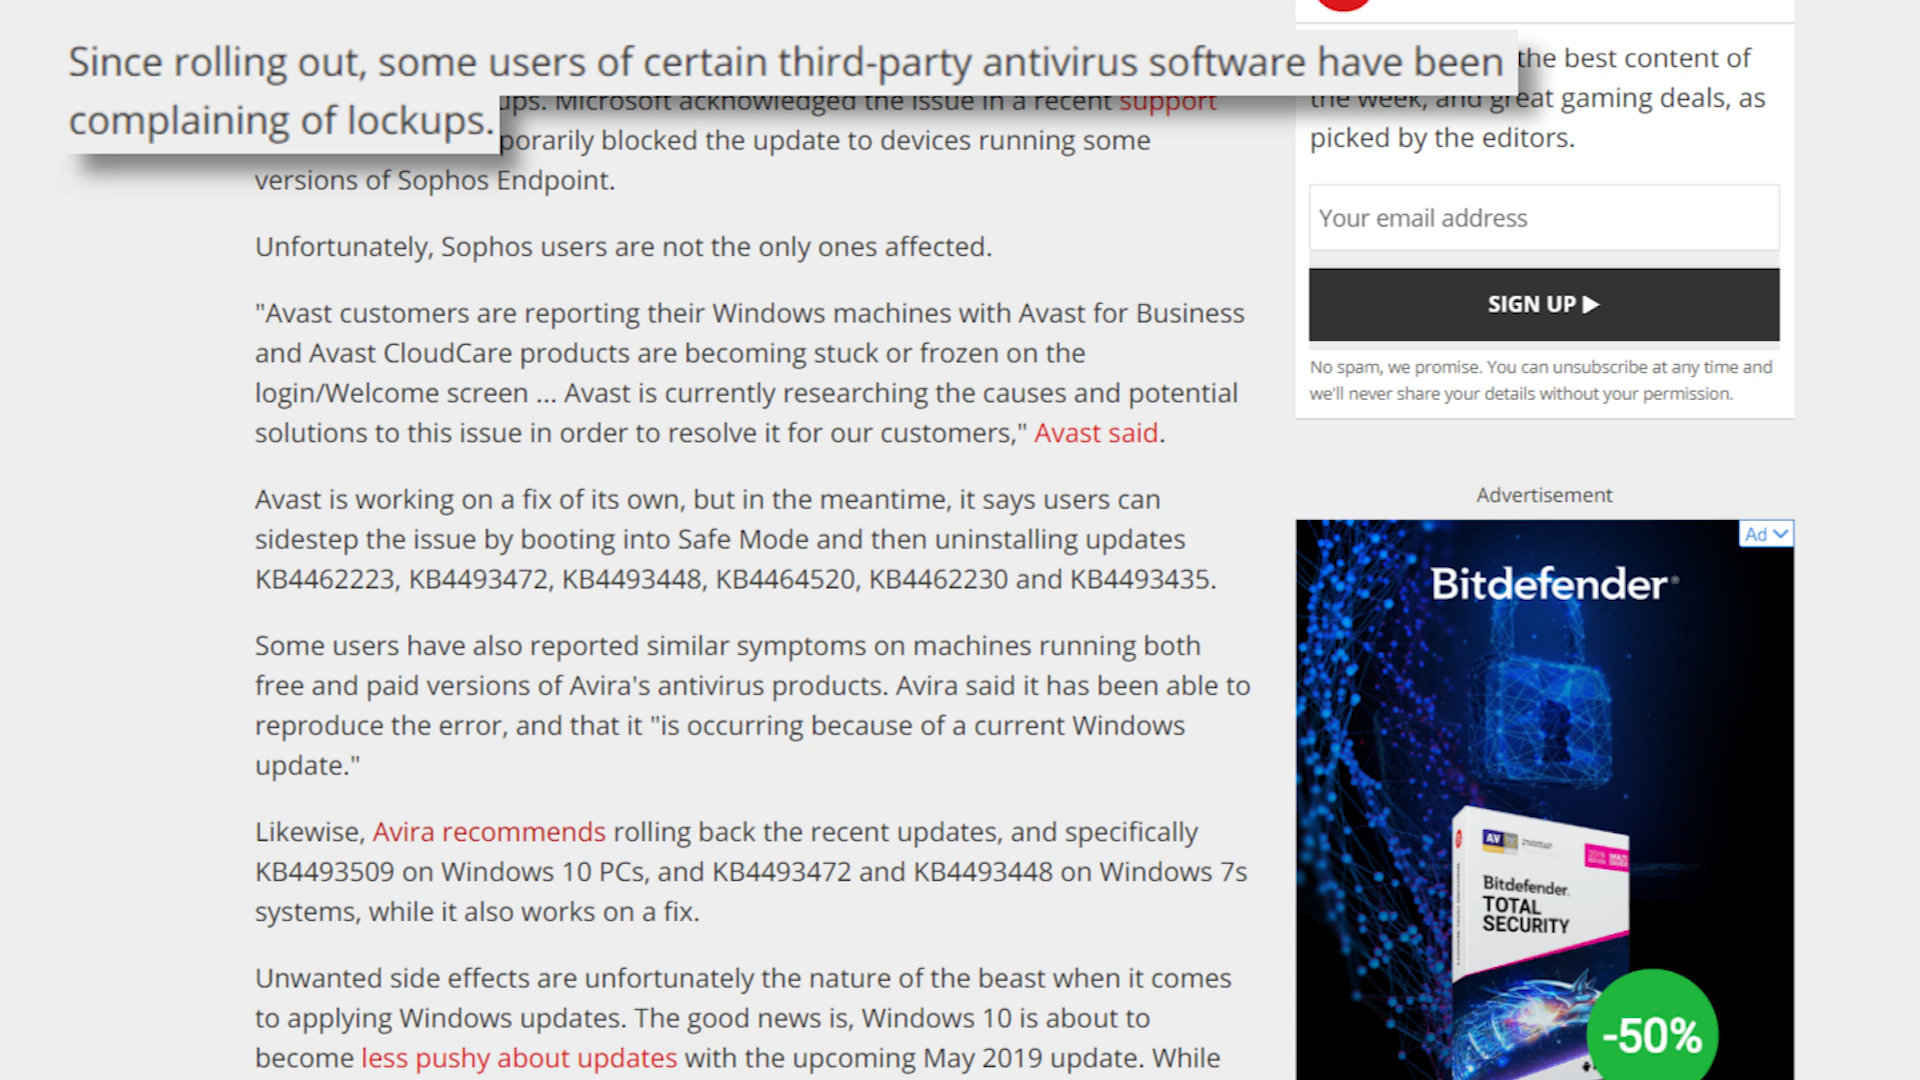 Since rolling out, some users of certain third-party antivirus software have been
complaining of lockups.
ups. Microsoft acknowledged the issue in a recent support
porarily blocked the update to devices running some
versions of Sophos Endpoint.
Unfortunately, Sophos users are not the only ones affected.
"Avast customers are reporting their Windows machines with Avast for Business
and Avast CloudCare products are becoming stuck or frozen on the
login/Welcome screen ... Avast is currently researching the causes and potential
solutions to this issue in order to resolve it for our customers," Avast said.
Avast is working on a fix of its own, but in the meantime, it says users can
sidestep the issue by booting into Safe Mode and then uninstalling updates
KB4462223, KB4493472, KB4493448, KB4464520, KB4462230 and KB4493435.
Some users have also reported similar symptoms on machines running both
free and paid versions of Avira's antivirus products. Avira said it has been able to
reproduce the error, and that it "is occurring because of a current Windows
update."
Likewise, Avira recommends rolling back the recent updates, and specifically
KB4493509 on Windows 10 PCs, and KB4493472 and KB4493448 on Windows 7s
systems, while it also works on a fix.
Unwanted side effects are unfortunately the nature of the beast when it comes
to applying Windows updates. The good news is, Windows 10 is about to
become less pushy about updates with the upcoming May 2019 update. While
the best content of
the week, and great gaming deals, as
picked by the editors.
Your email address
SIGN UP
No spam, we promise. You can unsubscribe at any time and
we'll never share your details without your permission.
Advertisement
Ad
Bitdefender
AV
Bitdefender
TOTAL
SECURITY
-50%